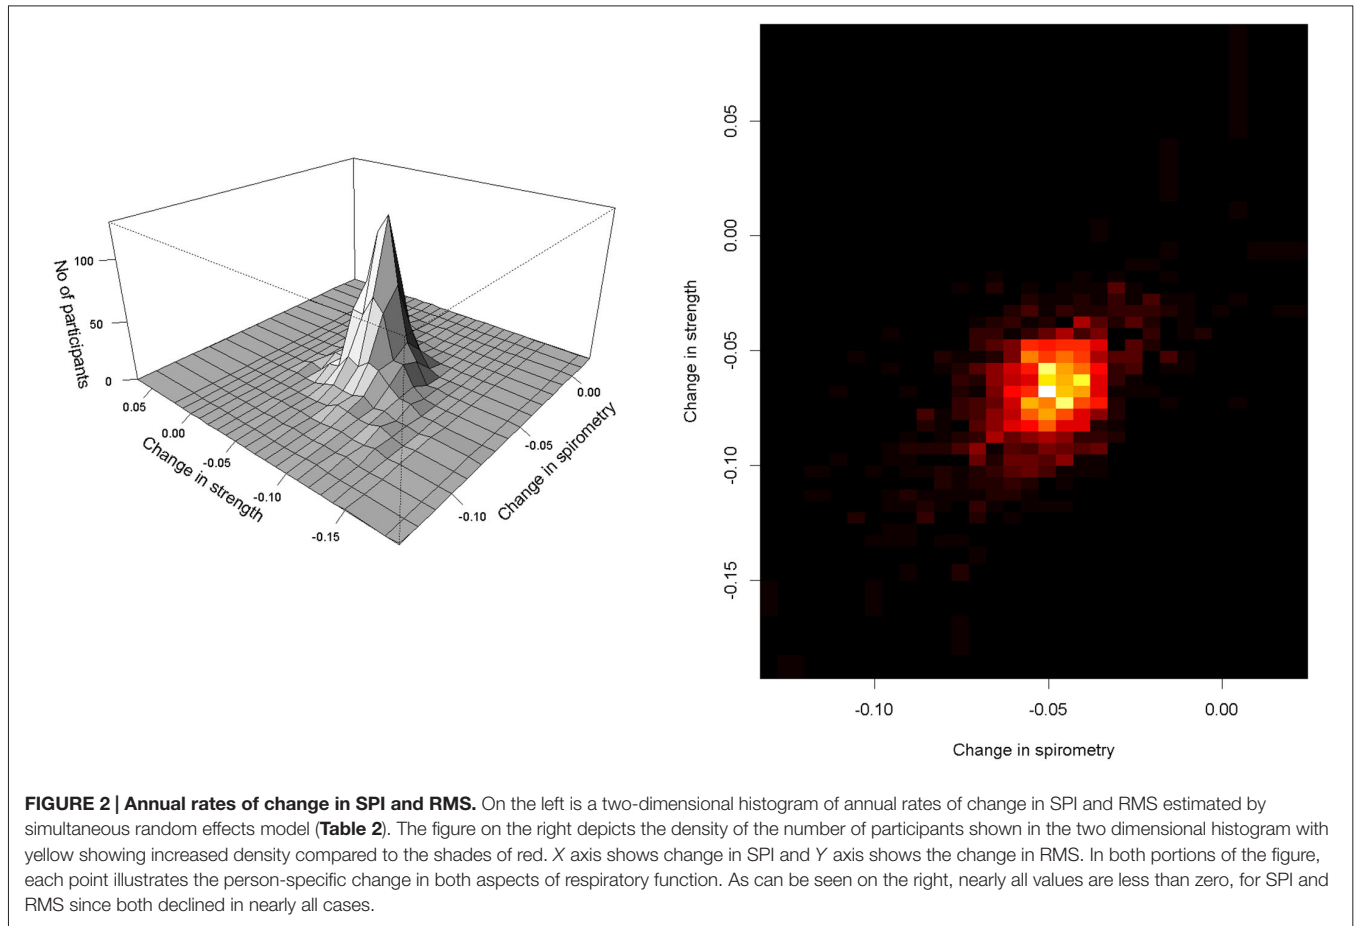 No of participants
100
50
0
0.05
0.00
-0.05
-0.10
-0.15
Change in strength
0.00
-0.05
-0.10
Change in spirometry
0.05
0.00
-0.05
-0.10
-0.15
Change in strength
-0.10
-0.05
0.00
Change in spirometry
FIGURE 2 | Annual rates of change in SPI and RMS. On the left is a two-dimensional histogram of annual rates of change in SPI and RMS estimated by
simultaneous random effects model (Table 2). The figure on the right depicts the density of the number of participants shown in the two dimensional histogram with
yellow showing increased density compared to the shades of red. X axis shows change in SPI and Y axis shows the change in RMS. In both portions of the figure,
each point illustrates the person-specific change in both aspects of respiratory function. As can be seen on the right, nearly all values are less than zero, for SPI and
RMS since both declined in nearly all cases.